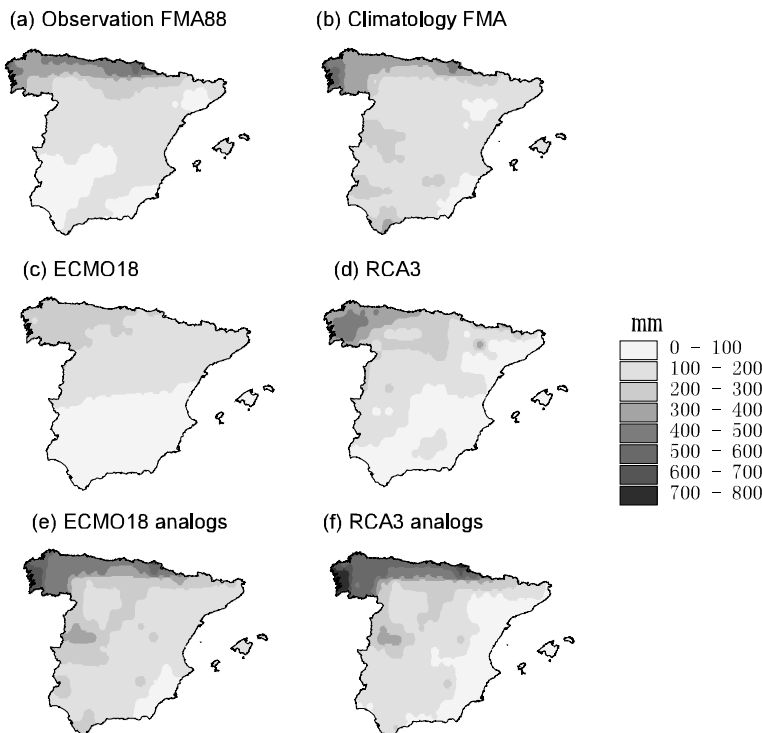 (a) Observation FMA88
(b) Climatology FMA
(c) ECMO18
(d) RCA3
mm
0 - 100
100 - 200
200 - 300
300 - 400
400 - 500
500 - 600
600 - 700
700 - 800
(e) ECMO18 analogs
(f) RCA3 analogs